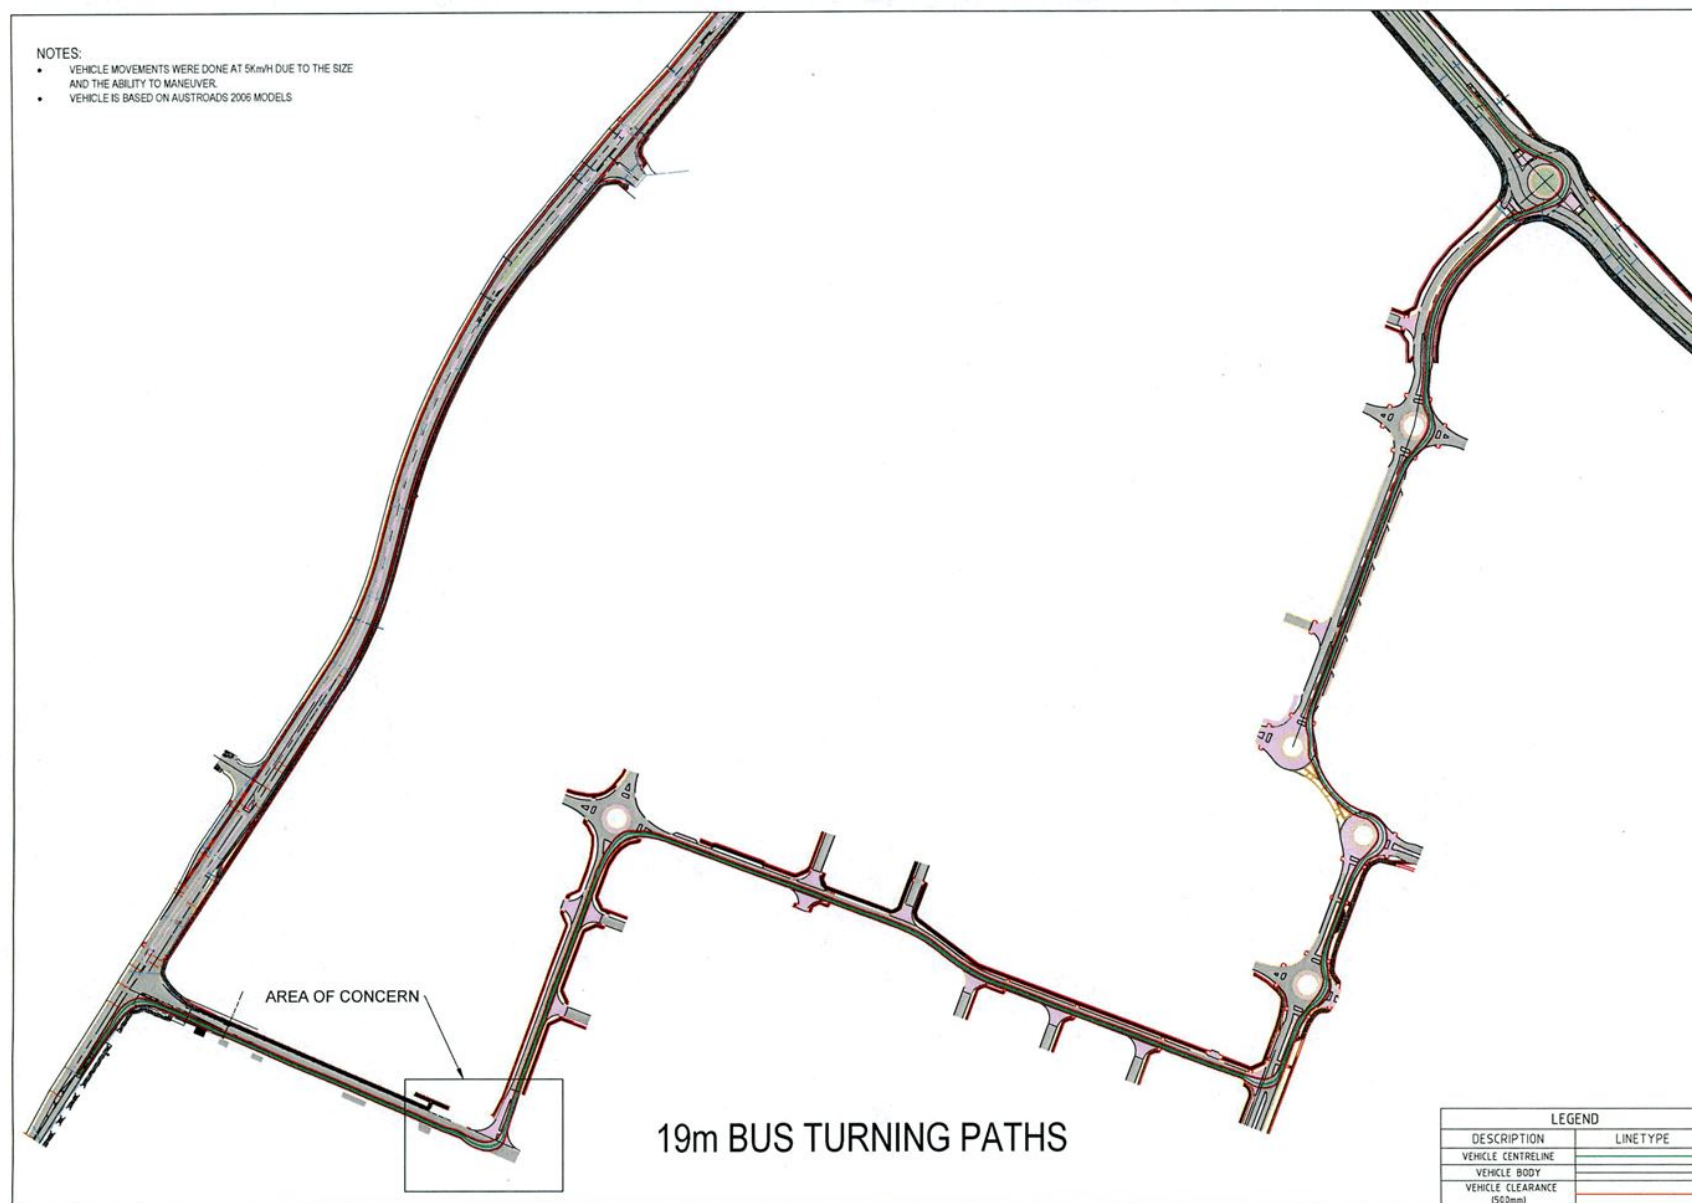 NOTES:
• VEHICLE MOVEMENTS WERE DONE AT 5Km/H DUE TO THE SIZE
AND THE ABILITY TO MANEUVER.
• VEHICLE IS BASED ON AUSTROADS 2006 MODELS
AREA OF CONCERN
19m BUS TURNING PATHS
LEGEND
DESCRIPTION LINETYPE
VEHICLE CENTRELINE
VEHICLE BODY
VEHICLE CLEARANCE
(500mm)